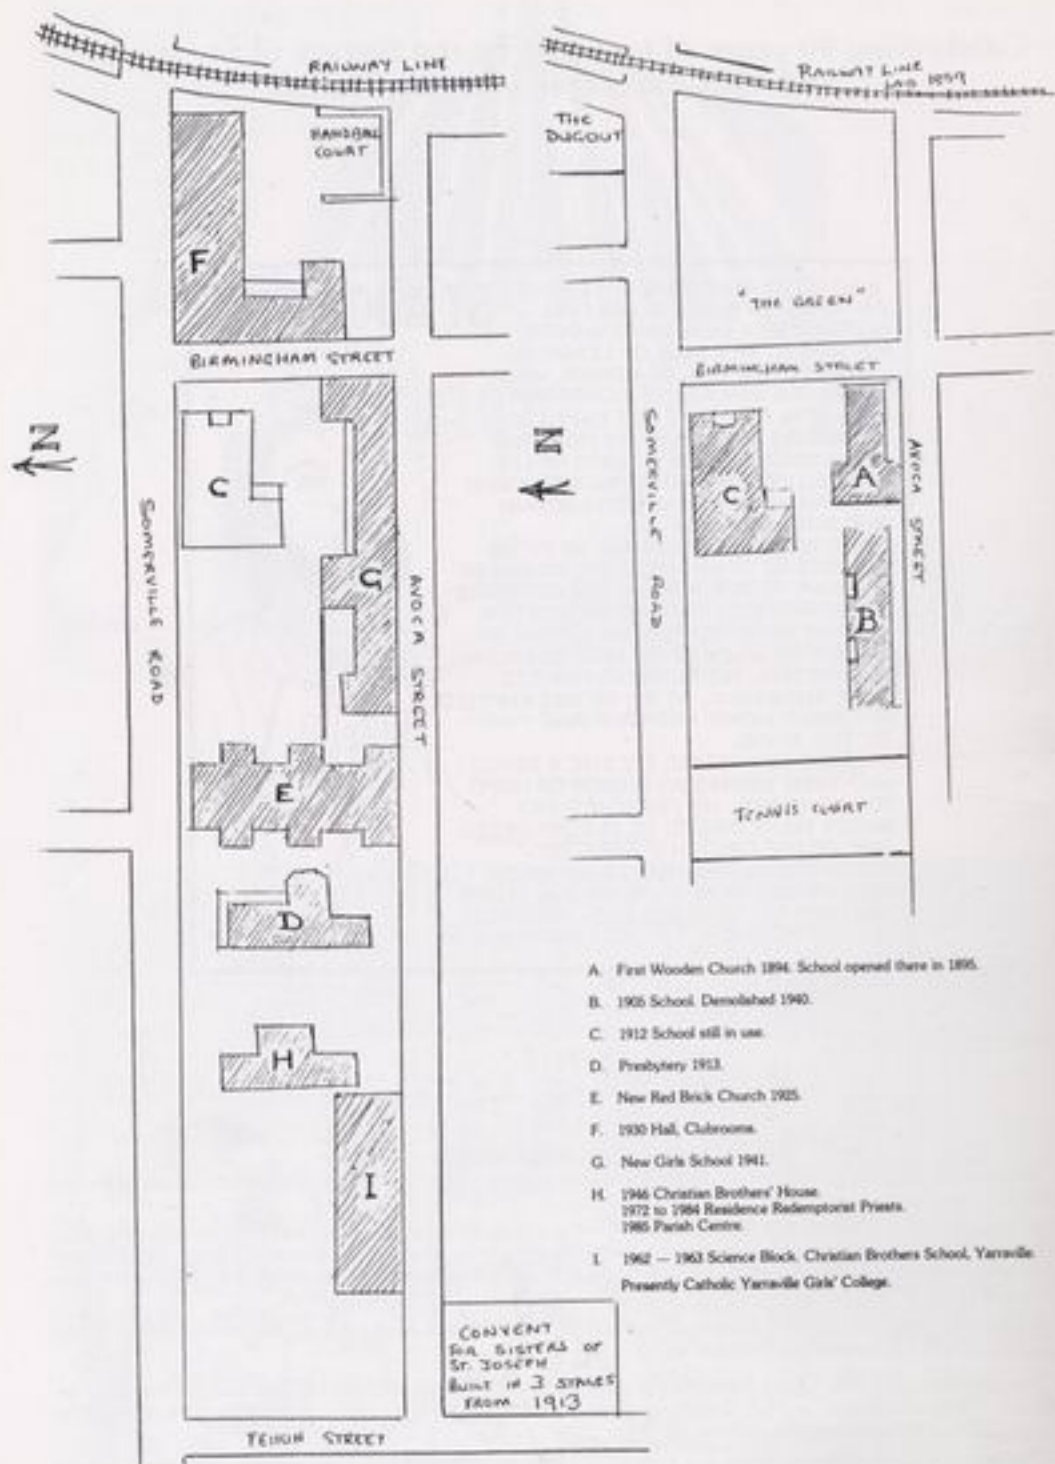 RAILWAY LINE
HANDBALL
COURT
F
BIRMINGHAM STREET
N
C
G
SOMERVILLE ROAD
AVOCA STREET
E
D
H
I
CONVENT
FOR SISTERS OF
ST. JOSEPH
BUILT IN 3 STAGES
FROM 1913
STREET
RAILWAY LINE
1899
THE
DUGOUT
"THE GREEN"
BIRMINGHAM STREET
N
SOMERVILLE ROAD
C
A
AVOCA STREET
B
TENNIS COURT
A. First Wooden Church 1894. School opened there in 1895.
B. 1905 School. Demolished 1940.
C. 1912 School still in use.
D. Presbytery 1913.
E. New Red Brick Church 1925.
F. 1930 Hall, Clubrooms.
G. New Girls School 1941.
H. 1946 Christian Brothers' House.
1972 to 1984 Residence Redemptorist Priests.
1985 Parish Centre.
I. 1962 — 1963 Science Block. Christian Brothers School, Yarraville.
Presently Catholic Yarraville Girls' College.